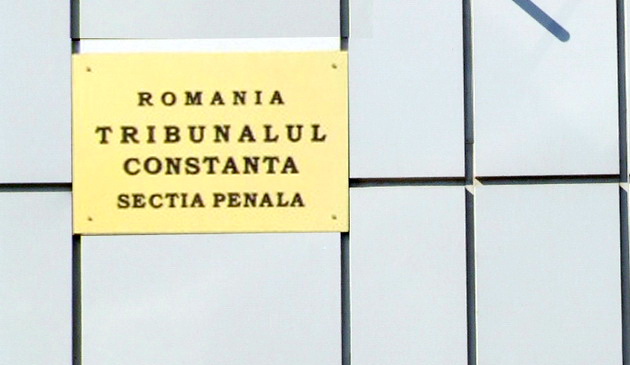 ROMANIA
TRIBUNALUL
CONSTANTA
SECTIA PENALA